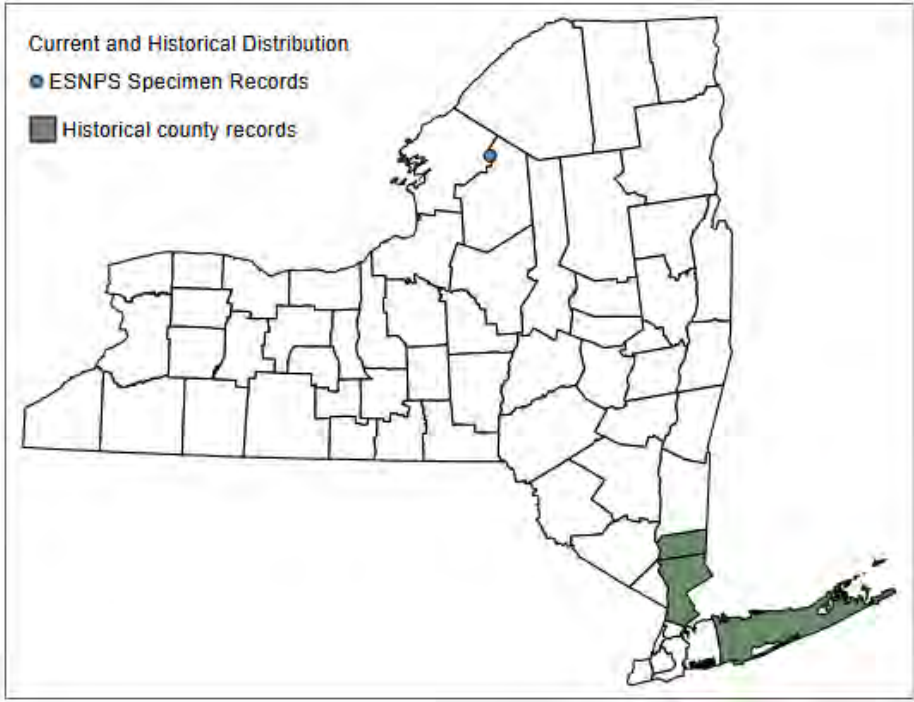 Current and Historical Distribution
ESNPS Specimen Records
Historical county records